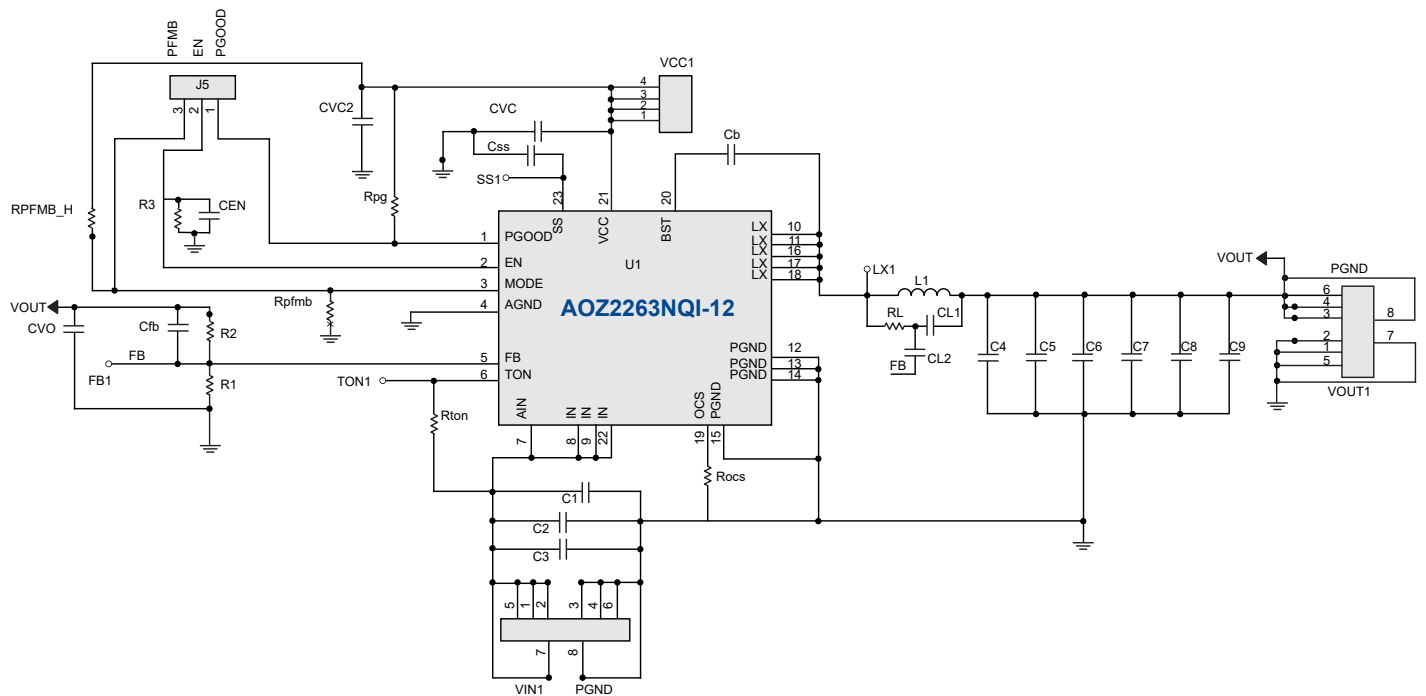 PFMB
EN
PGOOD
J5
3
2
1
CVC2
CVC
Css
SS1
VCC1
4
3
2
1
Cb
Rpg
R3
CEN
RPFMB_H
23
21
20
SS
VCC
BST
1
PGOOD
2
EN
3
MODE
4
AGND
5
FB
6
TON
U1
AOZ2263NQI-12
LX
10
LX
11
LX
16
LX
17
LX
18
PGND
12
PGND
13
PGND
14
AIN
IN
IN
IN
OCS
PGND
7
8
9
22
19
15
Rpfmb
VOUT
CVO
Cfb
R2
FB
FB1
R1
TON1
Rton
Rocs
LX1
L1
RL
CL1
CL2
FB
C4
C5
C6
C7
C8
C9
VOUT
PGND
6
4
3
2
1
5
8
7
VOUT1
C1
C2
C3
5
1
2
3
4
6
7
8
VIN1
PGND